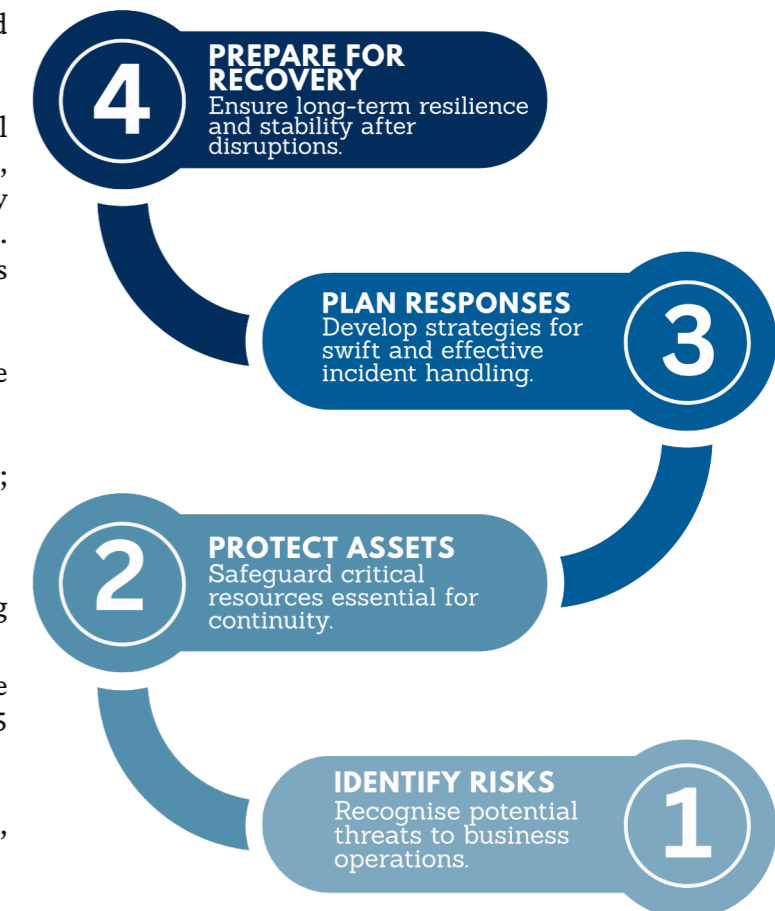 4
PREPARE FOR
RECOVERY
Ensure long-term resilience
and stability after
disruptions.
PLAN RESPONSES
Develop strategies for
swift and effective
incident handling.
3
2
PROTECT ASSETS
Safeguard critical
resources essential for
continuity.
IDENTIFY RISKS
Recognise potential
threats to business
operations.
1